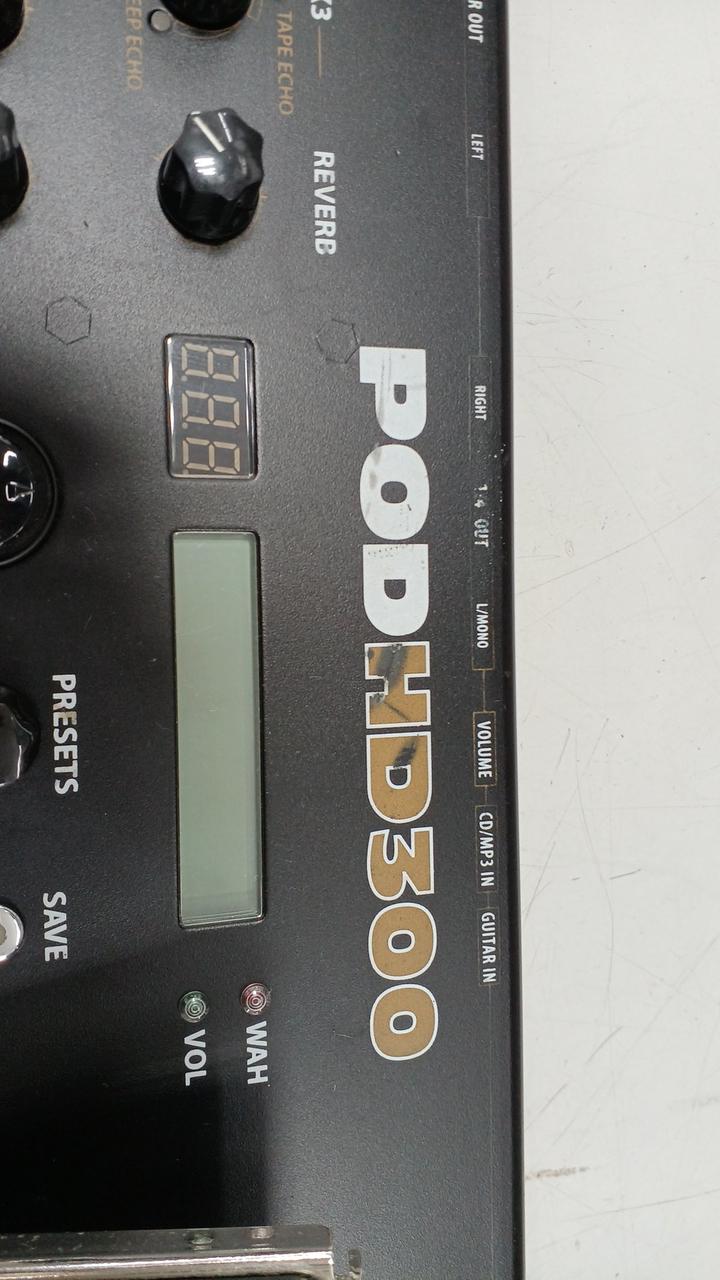 R OUT
LEFT
RIGHT
1/4 OUT
L/MONO
VOLUME
CD/MP3 IN
GUITAR IN
POD HD300
REVERB
TAPE ECHO
WAH
VOL
PRESETS
SAVE